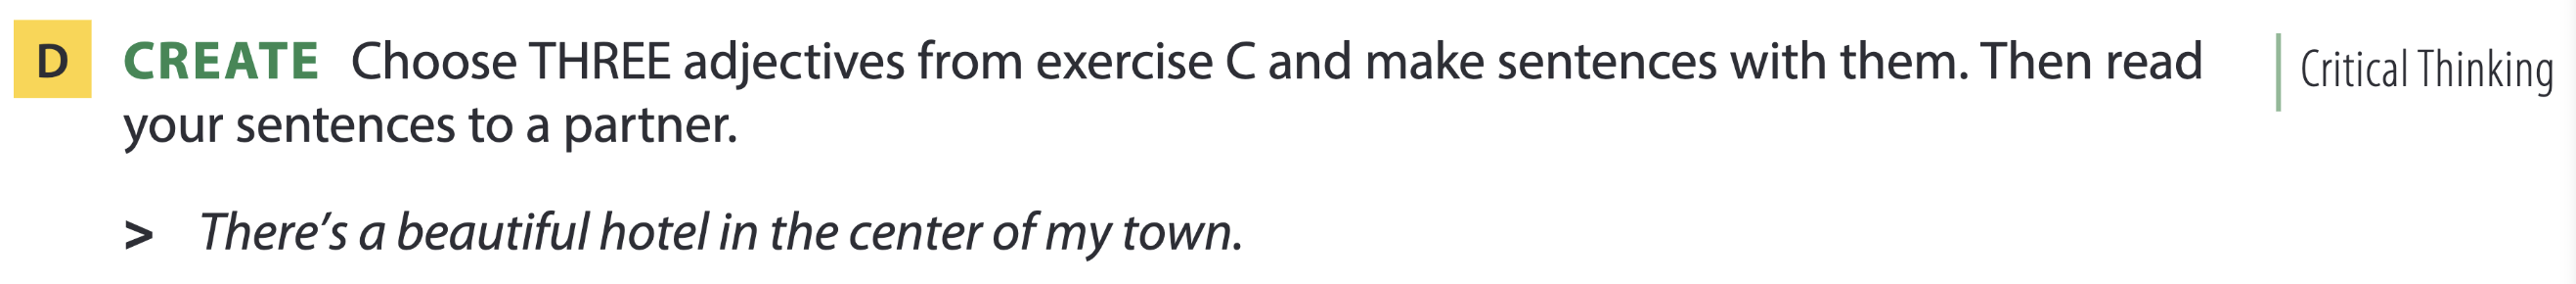 D CREATE Choose THREE adjectives from exercise C and make sentences with them. Then read
your sentences to a partner.
> There’s a beautiful hotel in the center of my town.
Critical Thinking